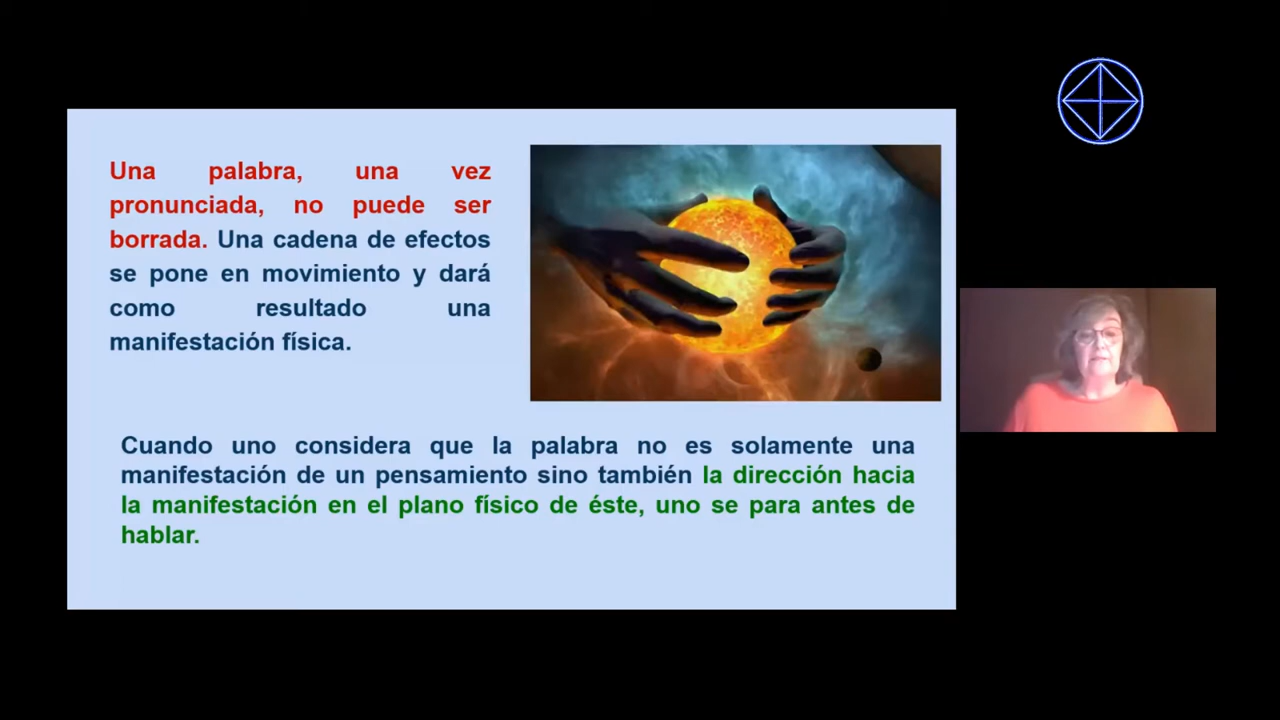 Una palabra, una vez
pronunciada, no puede ser
borrada. Una cadena de efectos
se pone en movimiento y dará
como resultado una
manifestación física.
Cuando uno considera que la palabra no es solamente una
manifestación de un pensamiento sino también la dirección hacia
la manifestación en el plano físico de éste, uno se para antes de
hablar.